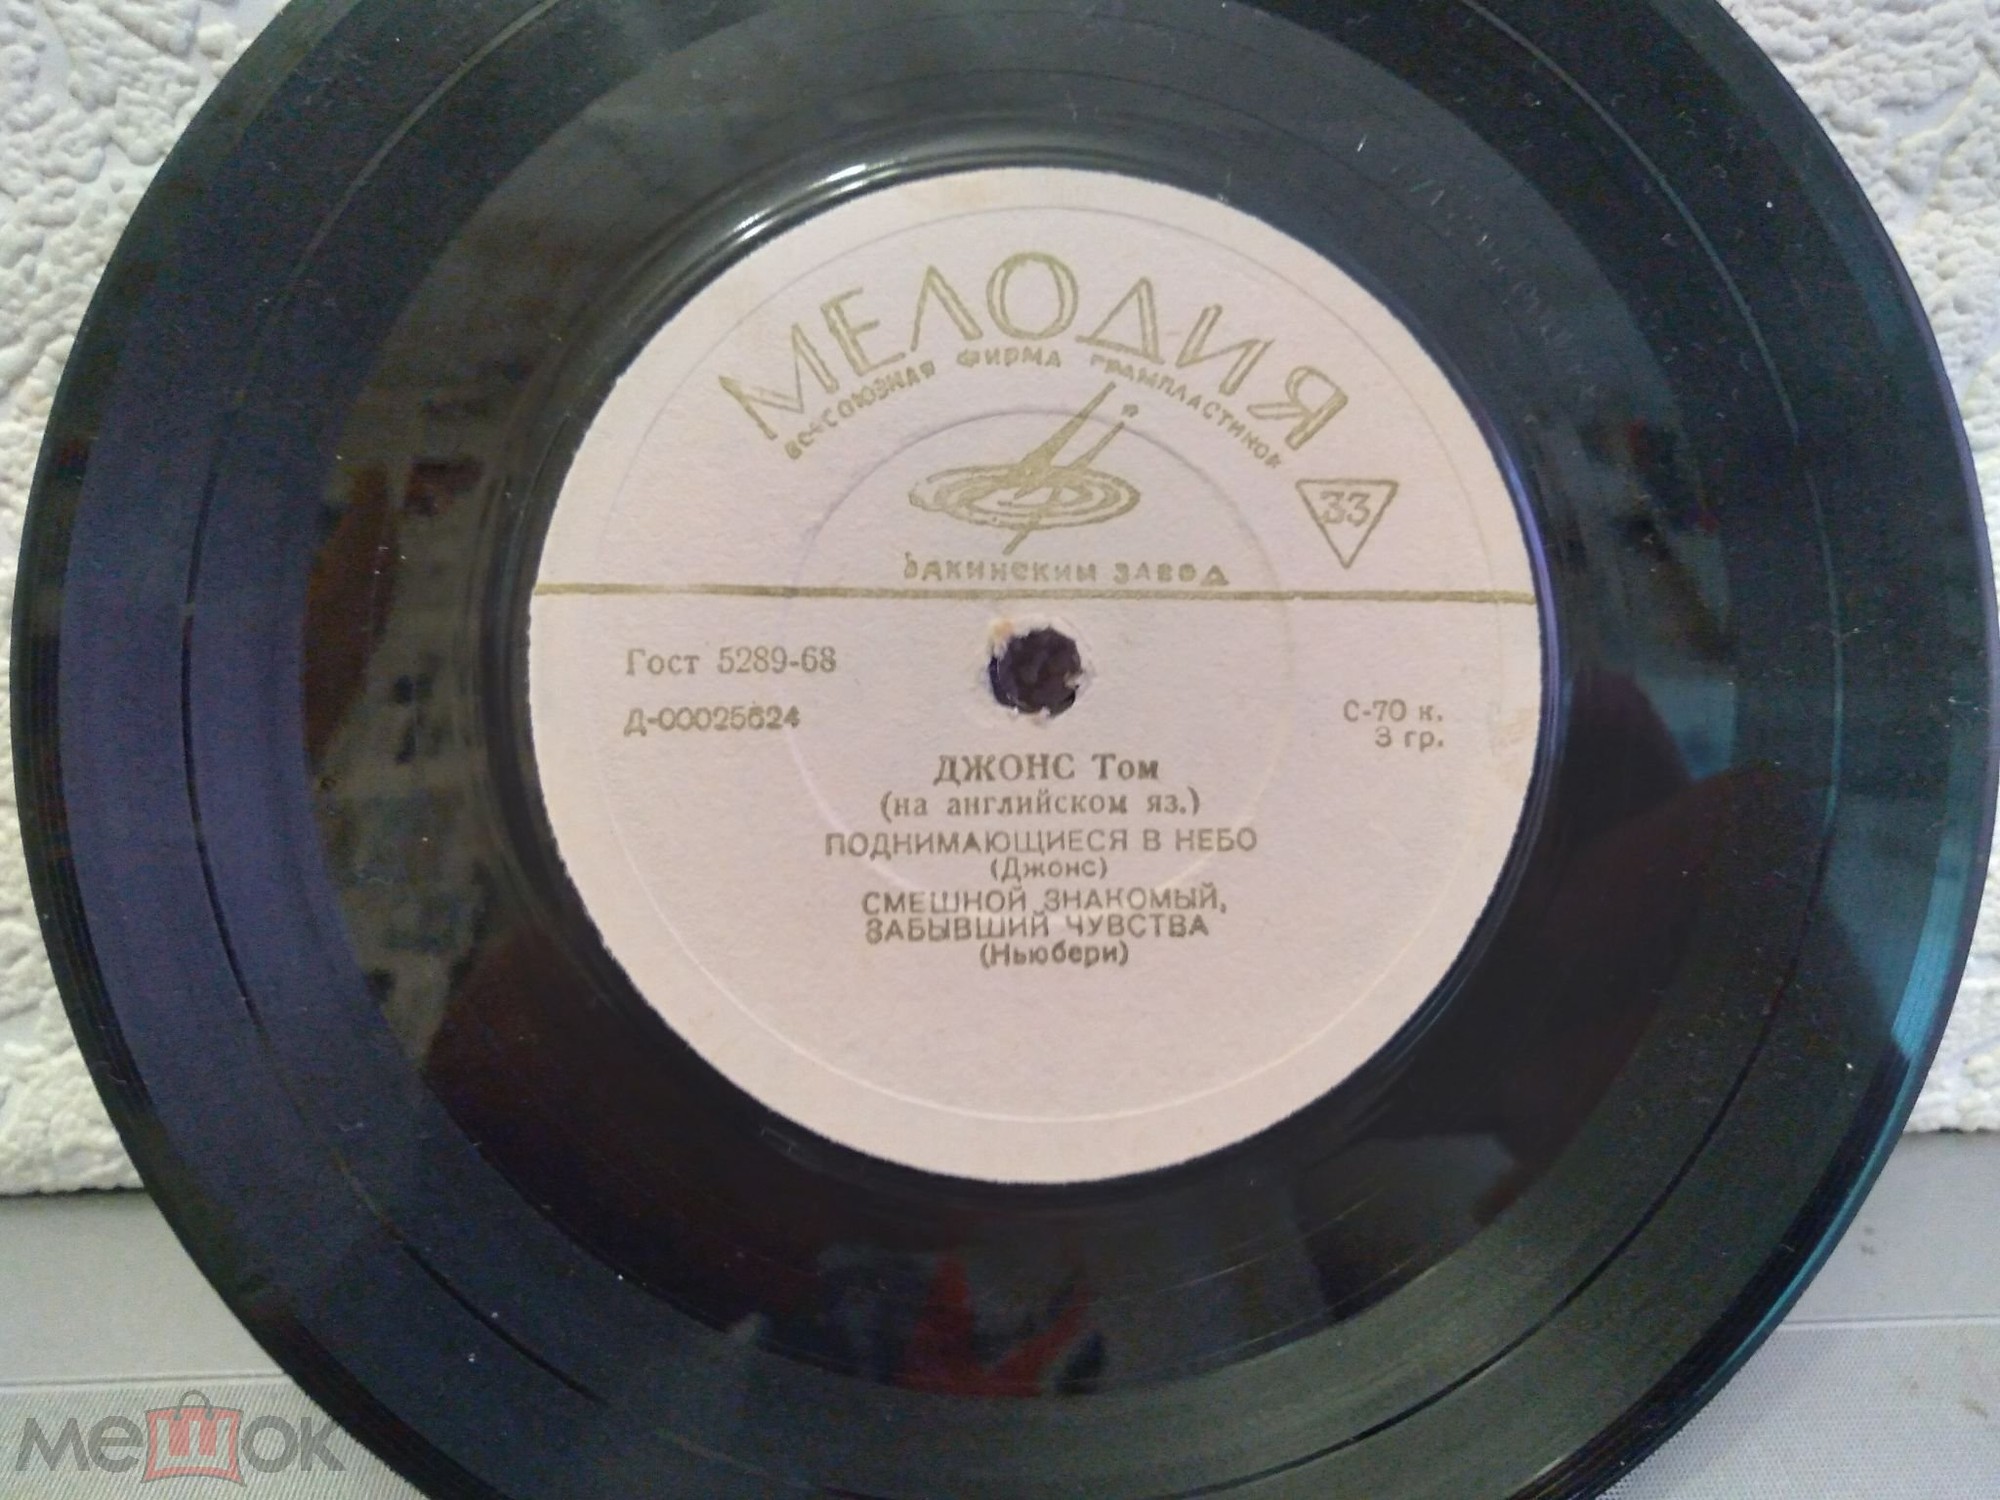 МЕЛОДИЯ
ВСЕСОЮЗНАЯ ФИРМА ГРАМПЛАСТИНОК
33
БАКИНСКИЙ ЗАВОД
Гост 5289-68
Д-00025624
С-70 к.
3 гр.
ДЖОНС Том
(на английском яз.)
ПОДНИМАЮЩИЕСЯ В НЕБО
(Джонс)
СМЕШНОЙ ЗНАКОМЫЙ,
ЗАБЫВШИЙ ЧУВСТВА
(Ньюбери)
мешок